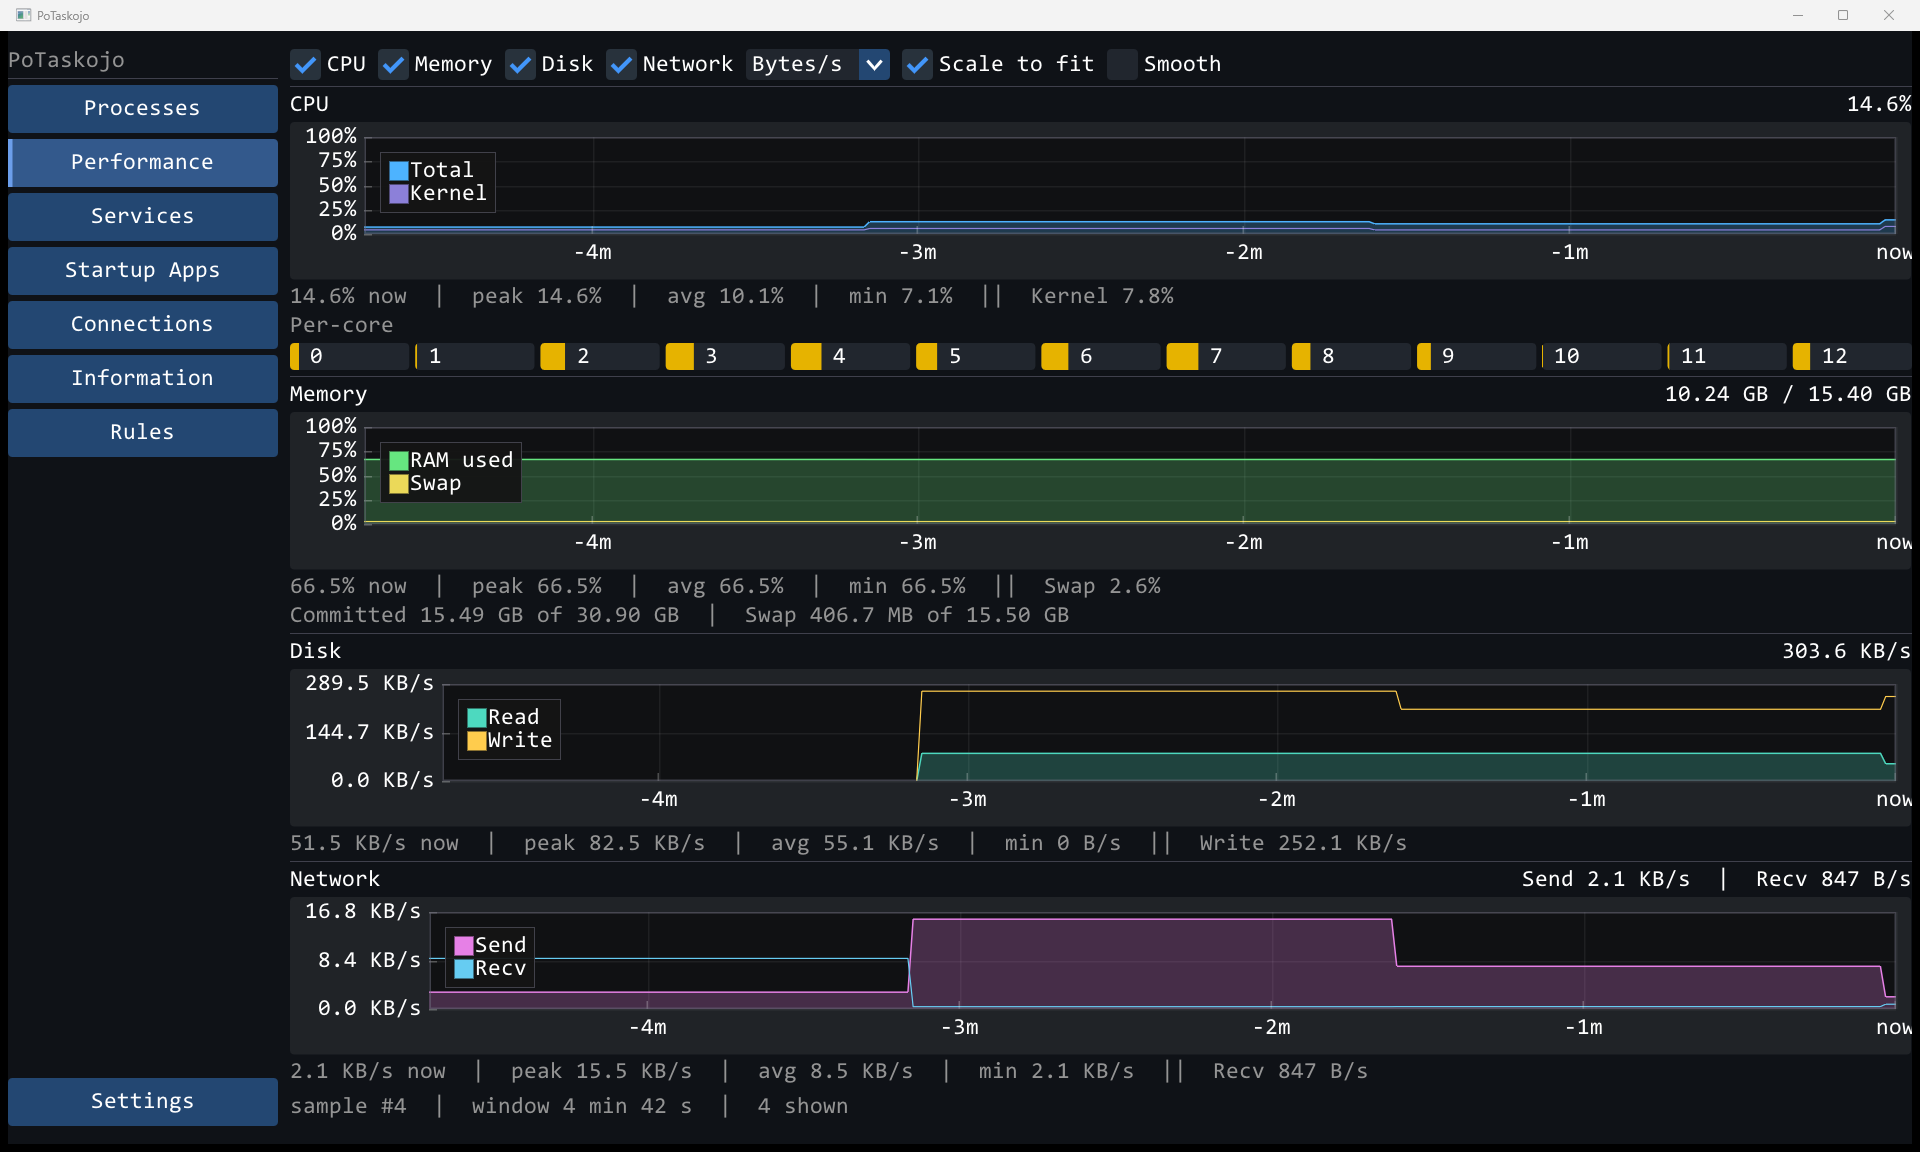 PoTaskojo
PoTaskojo
Processes
Performance
Services
Startup Apps
Connections
Information
Rules
Settings
CPU Memory Disk Network Bytes/s Scale to fit Smooth
CPU 14.6%
100%
75%
50%
25%
0%
Total
Kernel
-4m -3m -2m -1m now
14.6% now | peak 14.6% | avg 10.1% | min 7.1% || Kernel 7.8%
Per-core
0 1 2 3 4 5 6 7 8 9 10 11 12
Memory 10.24 GB / 15.40 GB
100%
75%
50%
25%
0%
RAM used
Swap
-4m -3m -2m -1m now
66.5% now | peak 66.5% | avg 66.5% | min 66.5% || Swap 2.6%
Committed 15.49 GB of 30.90 GB | Swap 406.7 MB of 15.50 GB
Disk 303.6 KB/s
289.5 KB/s
144.7 KB/s
0.0 KB/s
Read
Write
-4m -3m -2m -1m now
51.5 KB/s now | peak 82.5 KB/s | avg 55.1 KB/s | min 0 B/s || Write 252.1 KB/s
Network Send 2.1 KB/s | Recv 847 B/s
16.8 KB/s
8.4 KB/s
0.0 KB/s
Send
Recv
-4m -3m -2m -1m now
2.1 KB/s now | peak 15.5 KB/s | avg 8.5 KB/s | min 2.1 KB/s || Recv 847 B/s
sample #4 | window 4 min 42 s | 4 shown